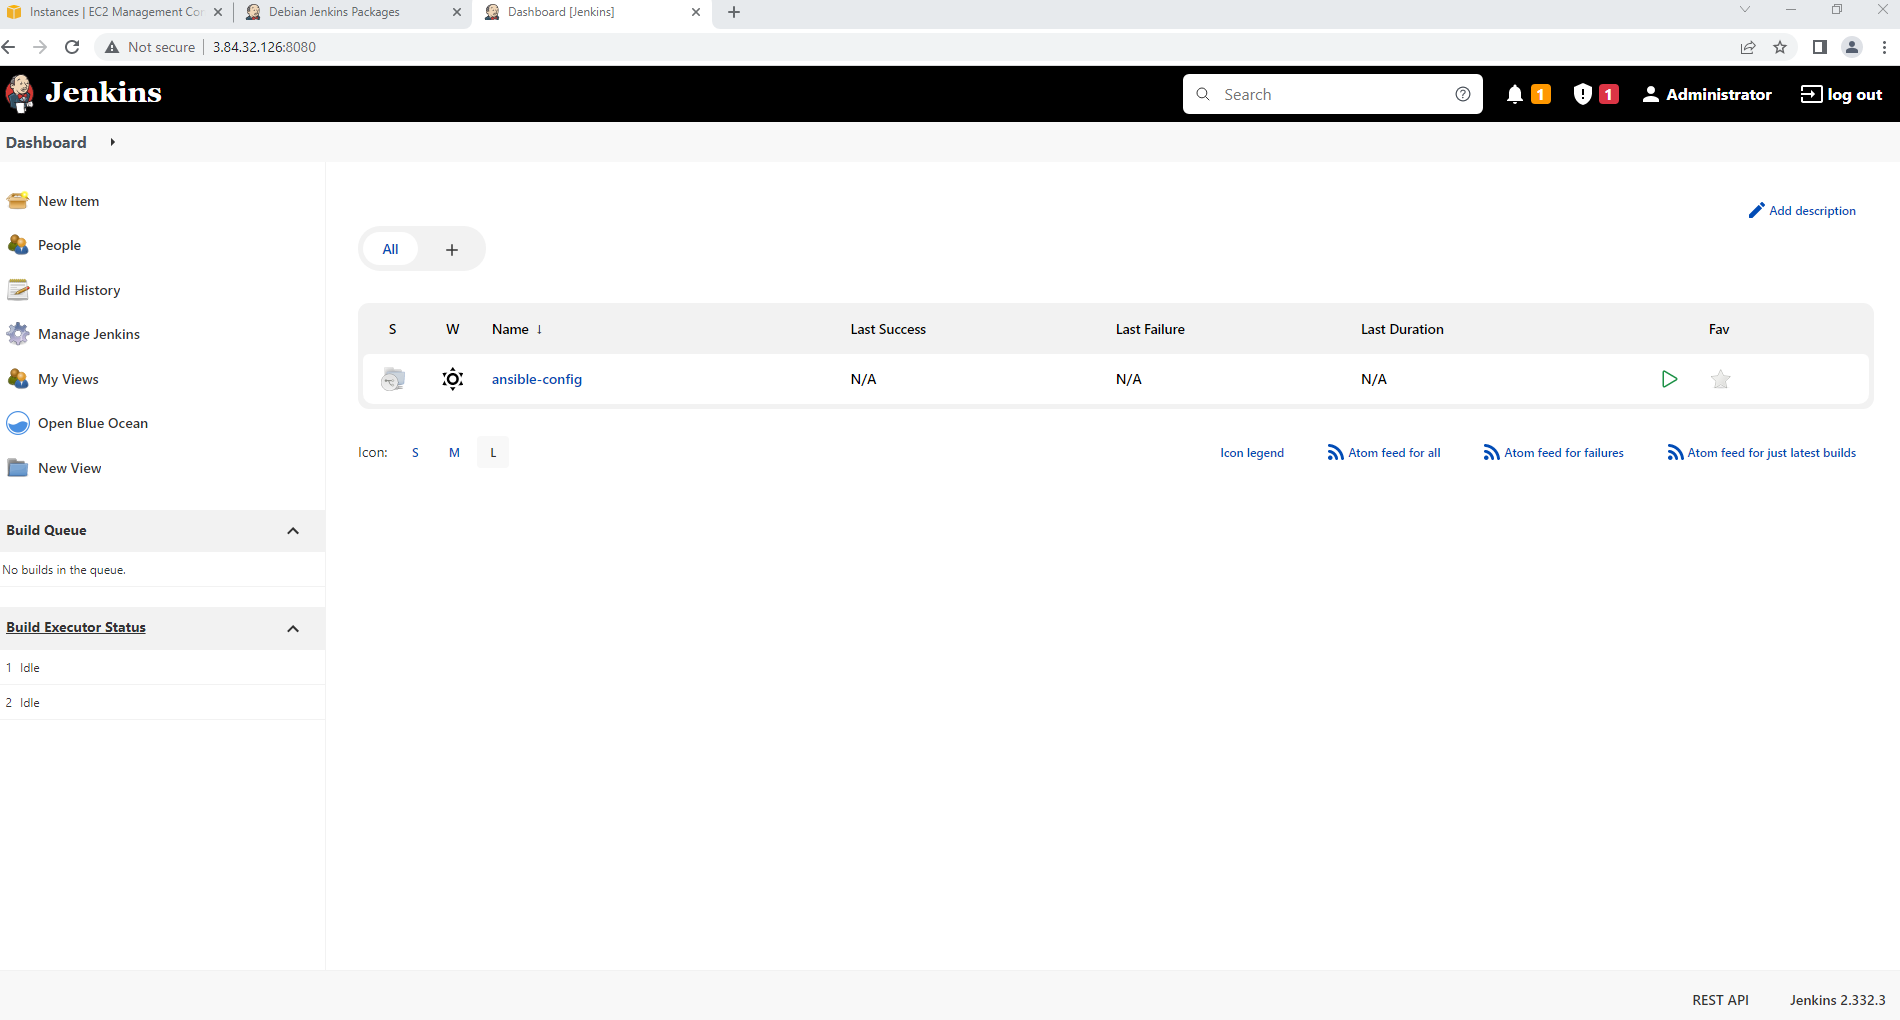 Instances | EC2 Management Cor
Debian Jenkins Packages
Dashboard [Jenkins]
Not secure
3.84.32.126:8080
Jenkins
Search
1
1
Administrator
log out
Dashboard
New Item
People
Build History
Manage Jenkins
My Views
Open Blue Ocean
New View
Build Queue
No builds in the queue.
Build Executor Status
1 Idle
2 Idle
Add description
All +
S W Name ↓ Last Success Last Failure Last Duration Fav
ansible-config N/A N/A N/A
Icon: S M L
Icon legend
Atom feed for all
Atom feed for failures
Atom feed for just latest builds
REST API
Jenkins 2.332.3